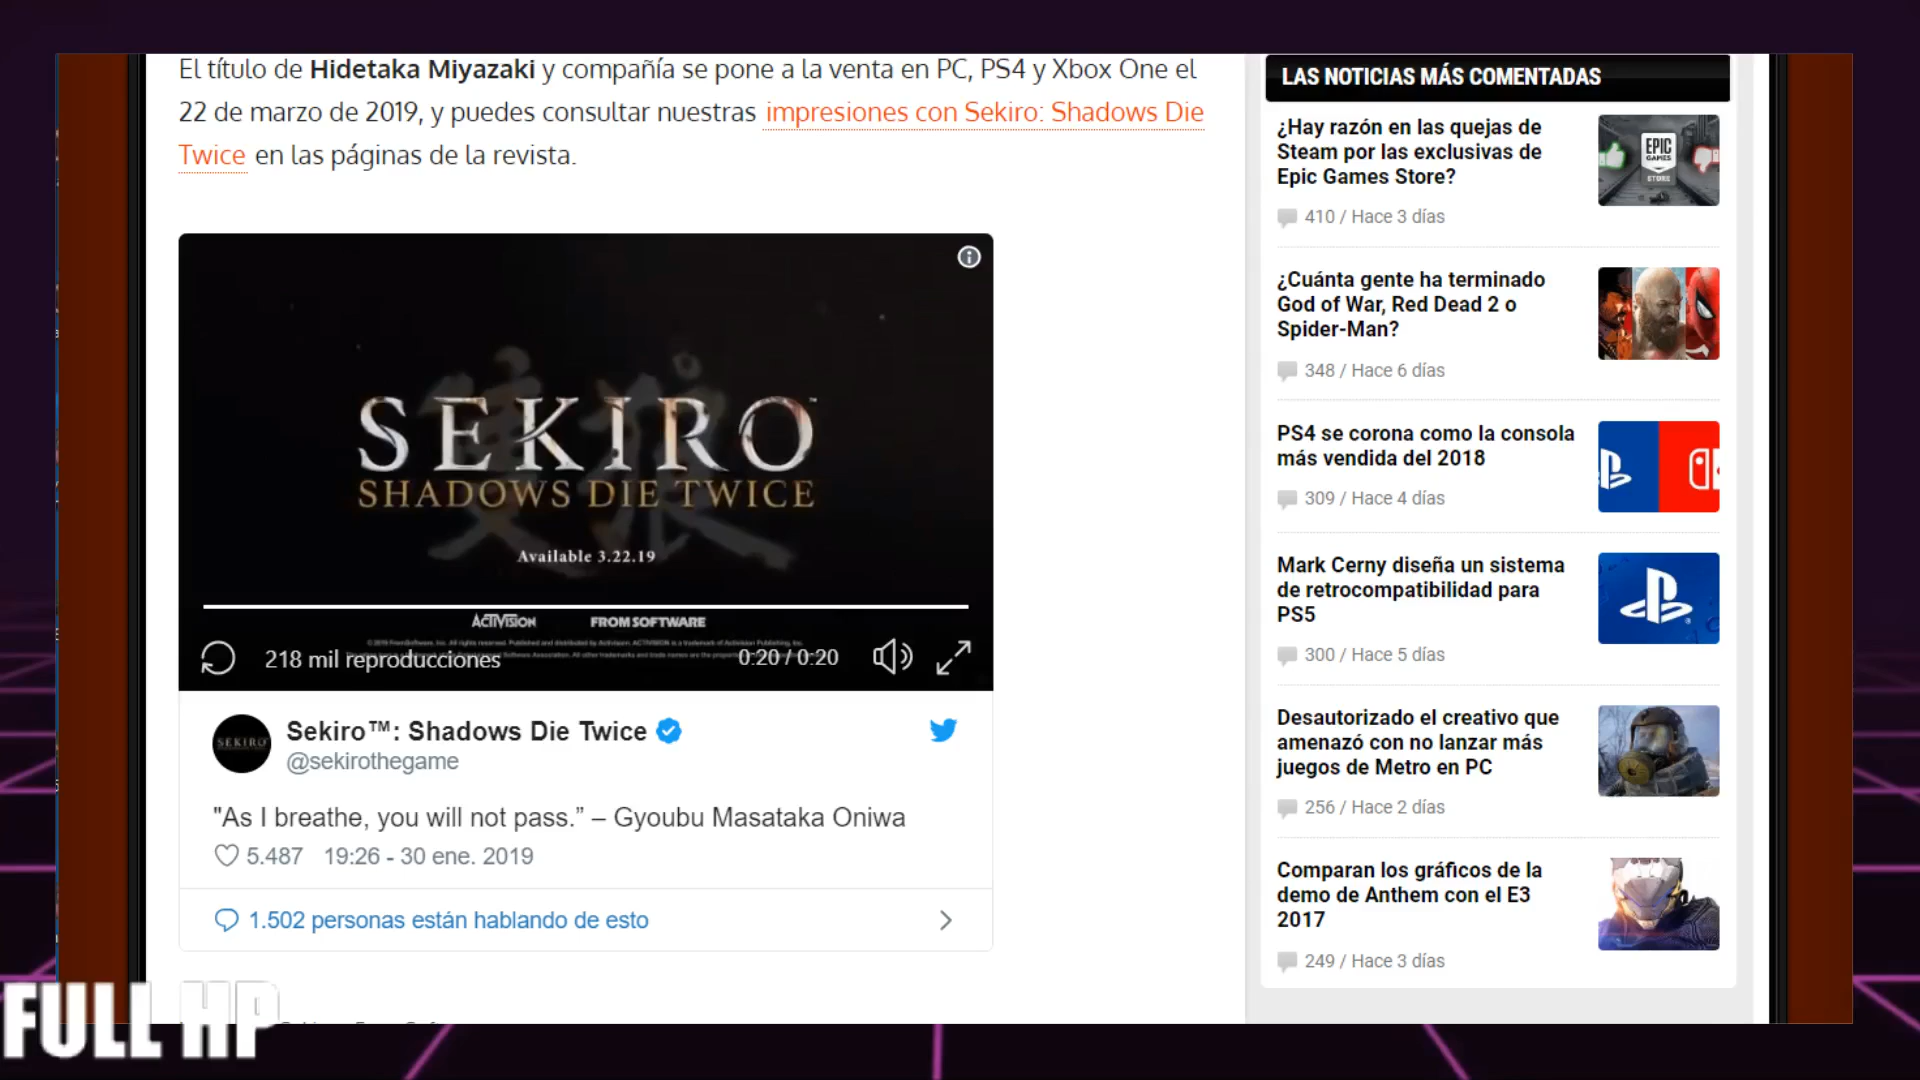 El título de Hidetaka Miyazaki y compañía se pone a la venta en PC, PS4 y Xbox One el
22 de marzo de 2019, y puedes consultar nuestras impresiones con Sekiro: Shadows Die
Twice en las páginas de la revista.
SEKIRO™
SHADOWS DIE TWICE
Available 3.22.19
ACTIVISION FROMSOFTWARE
218 mil reproducciones
0:20 / 0:20
SEKIRO
Sekiro™: Shadows Die Twice
@sekirothegame
"As I breathe, you will not pass.” – Gyoubu Masataka Oniwa
5.487 19:26 - 30 ene. 2019
1.502 personas están hablando de esto
LAS NOTICIAS MÁS COMENTADAS
¿Hay razón en las quejas de
Steam por las exclusivas de
Epic Games Store?
410 / Hace 3 días
EPIC
GAMES
STORE
¿Cuánta gente ha terminado
God of War, Red Dead 2 o
Spider-Man?
348 / Hace 6 días
PS4 se corona como la consola
más vendida del 2018
309 / Hace 4 días
Mark Cerny diseña un sistema
de retrocompatibilidad para
PS5
300 / Hace 5 días
Desautorizado el creativo que
amenazó con no lanzar más
juegos de Metro en PC
256 / Hace 2 días
Comparan los gráficos de la
demo de Anthem con el E3
2017
249 / Hace 3 días
FULL HP